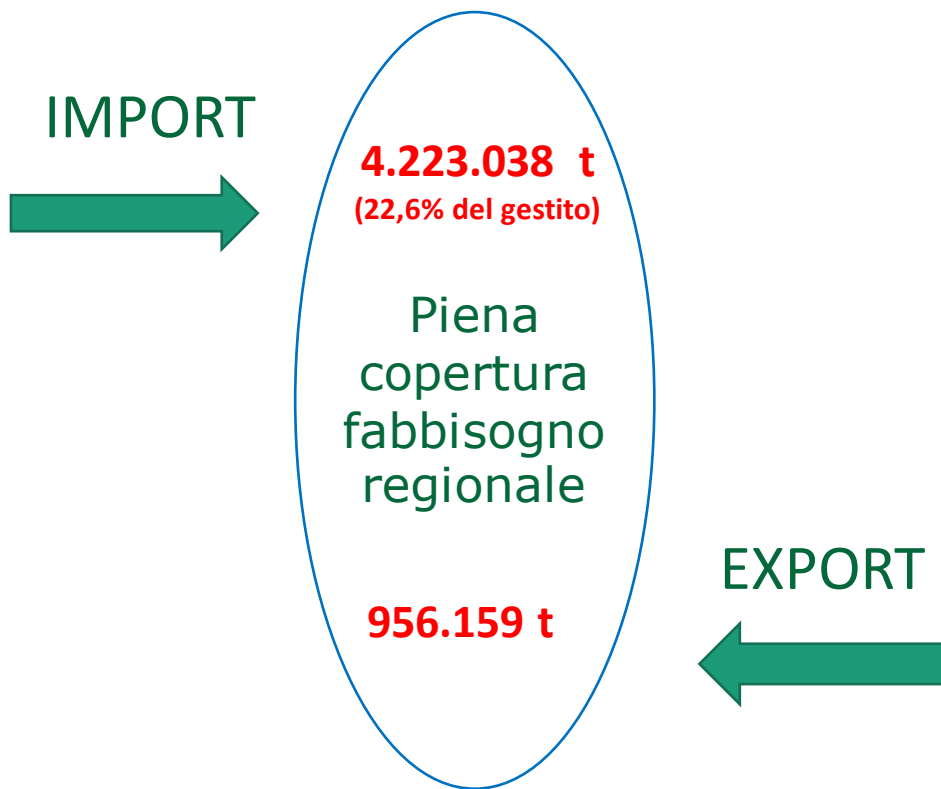 IMPORT
4.223.038 t
(22,6% del gestito)
Piena
copertura
fabbisogno
regionale
EXPORT
956.159 t